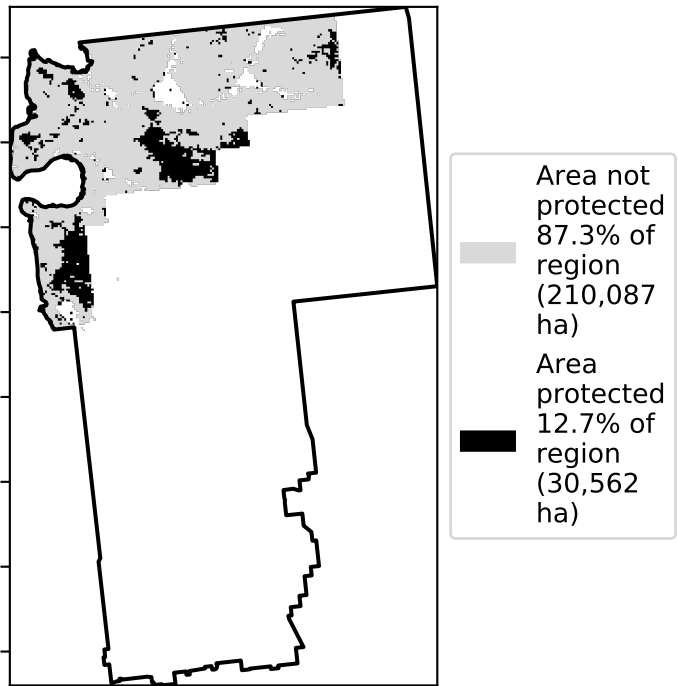 Area not
protected
87.3% of
region
(210,087
ha)
Area
protected
12.7% of
region
(30,562
ha)